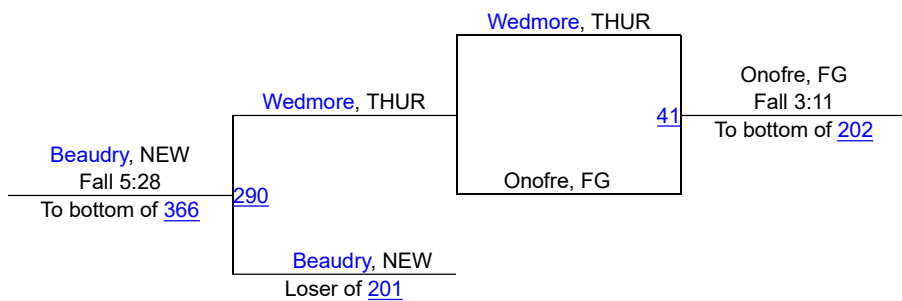 Wedmore, THUR
Onofre, FG
Fall 3:11
To bottom of 202
41
Wedmore, THUR
Onofre, FG
Beaudry, NEW
Fall 5:28
To bottom of 366
290
Beaudry, NEW
Loser of 201